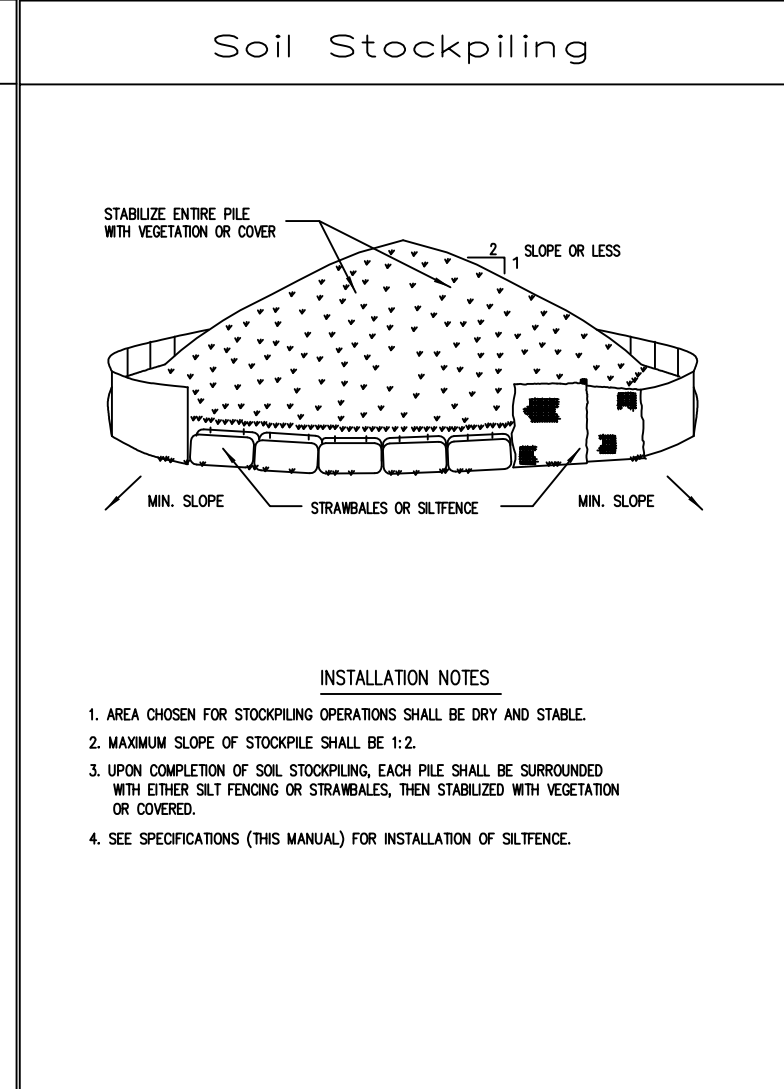 Soil Stockpiling
STABILIZE ENTIRE PILE
WITH VEGETATION OR COVER
2
1
SLOPE OR LESS
MIN. SLOPE
STRAWBALES OR SILTFENCE
MIN. SLOPE
INSTALLATION NOTES
1. AREA CHOSEN FOR STOCKPILING OPERATIONS SHALL BE DRY AND STABLE.
2. MAXIMUM SLOPE OF STOCKPILE SHALL BE 1:2.
3. UPON COMPLETION OF SOIL STOCKPILING, EACH PILE SHALL BE SURROUNDED
WITH EITHER SILT FENCING OR STRAWBALES, THEN STABILIZED WITH VEGETATION
OR COVERED.
4. SEE SPECIFICATIONS (THIS MANUAL) FOR INSTALLATION OF SILTFENCE.